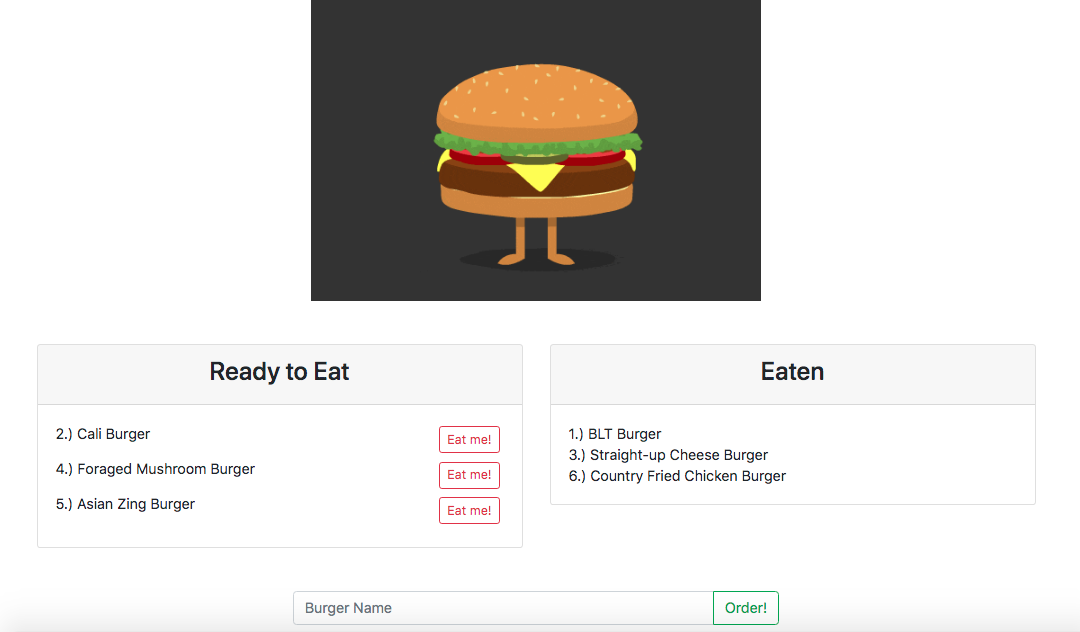 Ready to Eat
2.) Cali Burger
Eat me!
4.) Foraged Mushroom Burger
Eat me!
5.) Asian Zing Burger
Eat me!
Eaten
1.) BLT Burger
3.) Straight-up Cheese Burger
6.) Country Fried Chicken Burger
Burger Name
Order!